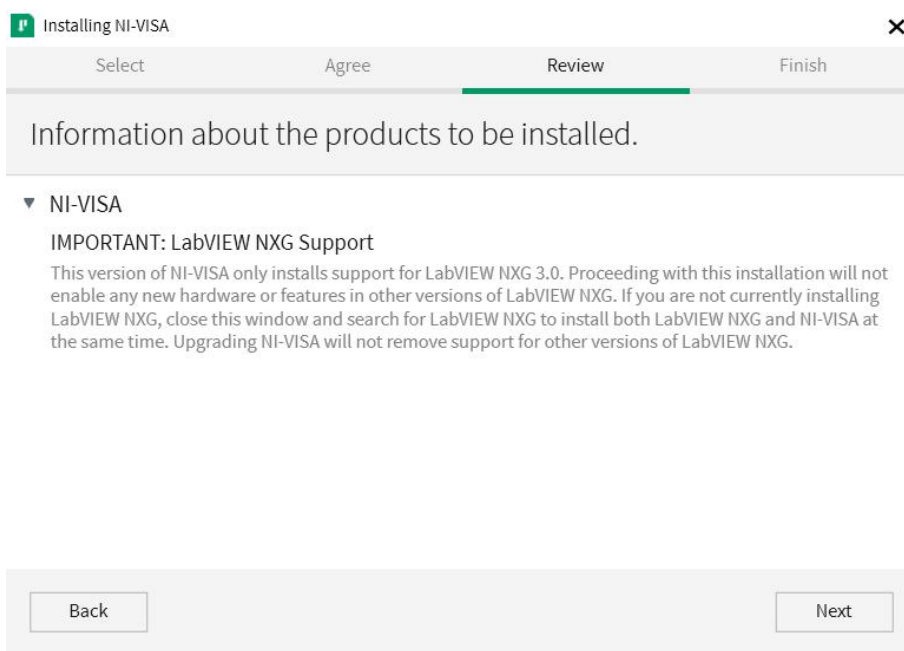 Installing NI-VISA
Select Agree Review Finish
Information about the products to be installed.
NI-VISA
IMPORTANT: LabVIEW NXG Support
This version of NI-VISA only installs support for LabVIEW NXG 3.0. Proceeding with this installation will not
enable any new hardware or features in other versions of LabVIEW NXG. If you are not currently installing
LabVIEW NXG, close this window and search for LabVIEW NXG to install both LabVIEW NXG and NI-VISA at
the same time. Upgrading NI-VISA will not remove support for other versions of LabVIEW NXG.
Back Next